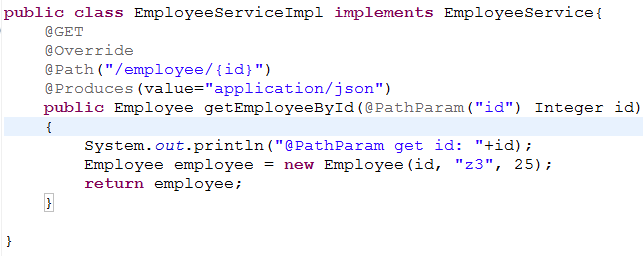 public class EmployeeServiceImpl implements EmployeeService{
@GET
@Override
@Path("/employee/{id}")
@Produces(value="application/json")
public Employee getEmployeeById(@PathParam("id") Integer id)
{
System.out.println("@PathParam get id: "+id);
Employee employee = new Employee(id, "z3", 25);
return employee;
}
}